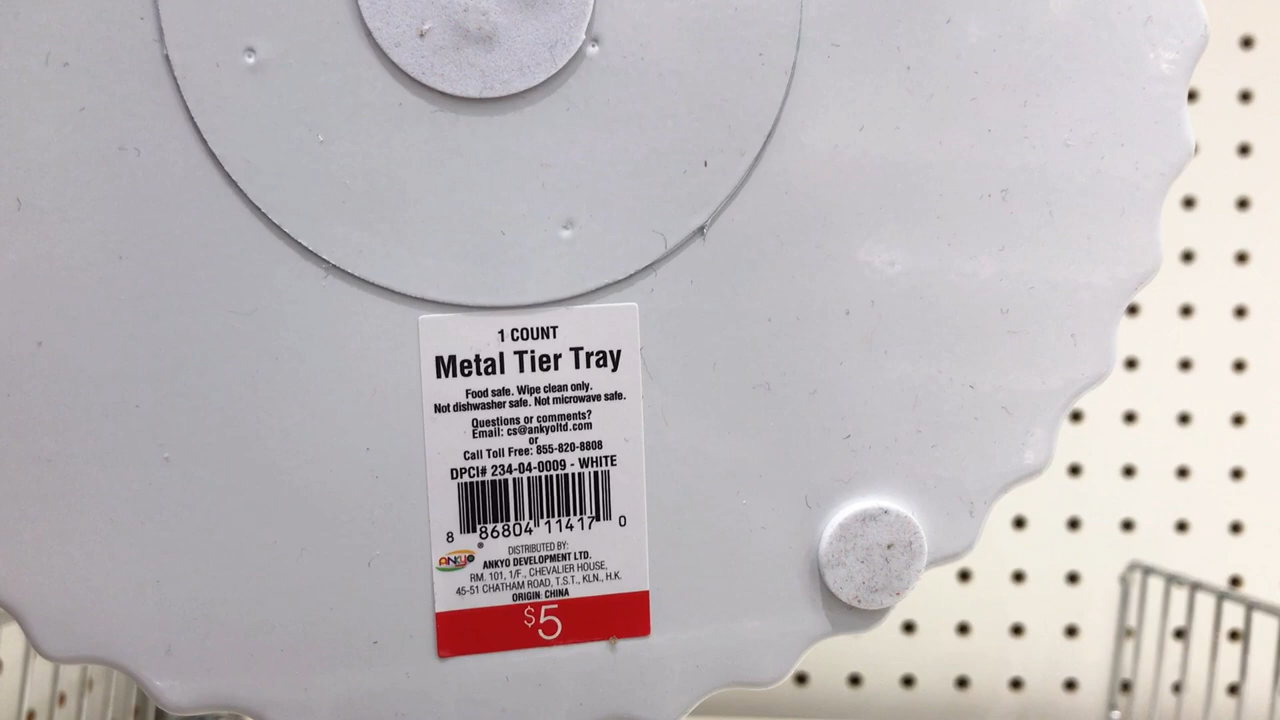 1 COUNT
Metal Tier Tray
Food safe. Wipe clean only.
Not dishwasher safe. Not microwave safe.
Questions or comments?
Email: cs@ankyoltd.com
or
Call Toll Free: 855-820-8808
DPCI# 234-04-0009 - WHITE
8 86804 11417 0
ANKYO ®
DISTRIBUTED BY:
ANKYO DEVELOPMENT LTD.
RM. 101, 1/F., CHEVALIER HOUSE,
45-51 CHATHAM ROAD, T.S.T., KLN., H.K.
ORIGIN: CHINA
$5